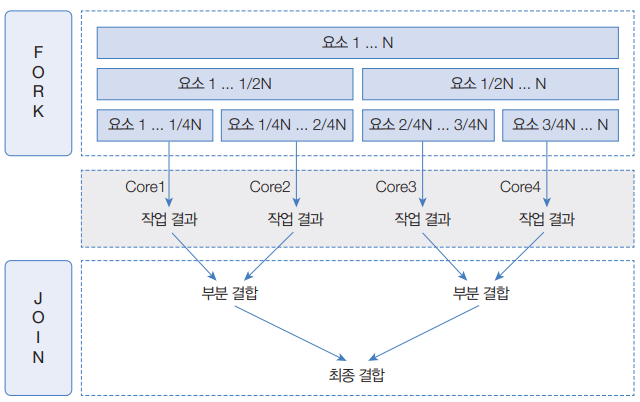 FORK
요소 1 ... N
요소 1 ... 1/2N
요소 1/2N ... N
요소 1 ... 1/4N
요소 1/4N ... 2/4N
요소 2/4N ... 3/4N
요소 3/4N ... N
Core1
Core2
Core3
Core4
작업 결과
작업 결과
작업 결과
작업 결과
JOIN
부분 결합
부분 결합
최종 결합